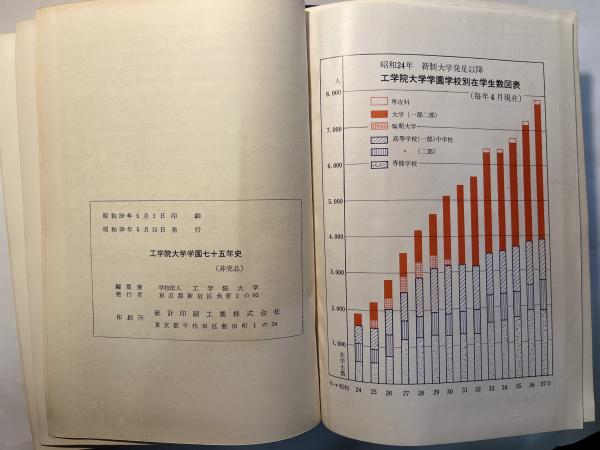 昭和39年5月1日印刷
昭和39年5月15日発行
工学院大学学園七十五年史
(非売品)
編集兼
発行者
学校法人 工学院大学
東京都新宿区角筈2の93
印刷所
統計印刷工業株式会社
東京都千代田区飯田町1の24
昭和24年 新制大学発足以降
工学院大学学園学校別在学生数図表
(毎年4月現在)
人
8,000
7,000
6,000
5,000
4,000
3,000
2,000
1,000
専攻科
大学(一部二部)
短期大学
高等学校(一部)中学校
〃 (二部)
専修学校
在学生数
年→昭和 24 25 26 27 28 29 30 31 32 33 34 35 36 37